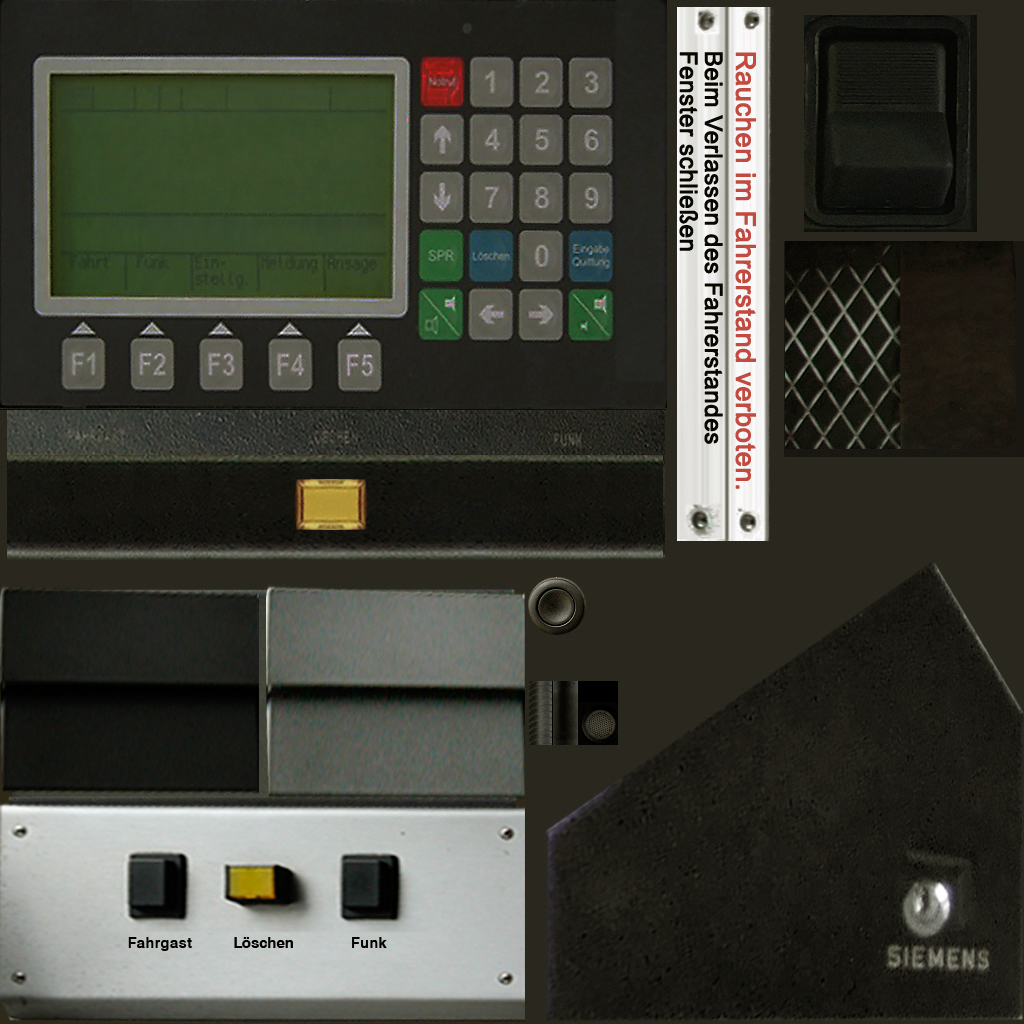 Notruf 1 2 3
4 5 6
7 8 9
SPR Löschen 0 Eingabe Quittung
Fahrt Funk Ein- Meldung Ansage
stellg.
F1 F2 F3 F4 F5
FAHRGAST LÖSCHEN FUNK
Rauchen im Fahrerstand verboten.
Beim Verlassen des Fahrerstandes
Fenster schließen
Fahrgast Löschen Funk
SIEMENS